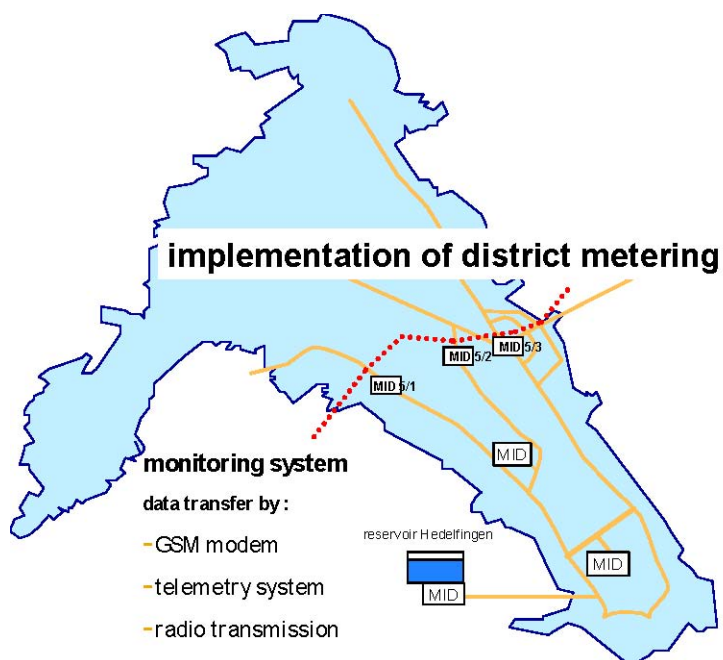 implementation of district metering
MID 5/3
MID 5/2
MID 5/1
monitoring system
MID
data transfer by :
reservoir Hedelfingen
-GSM modem
MID
-telemetry system
MID
-radio transmission